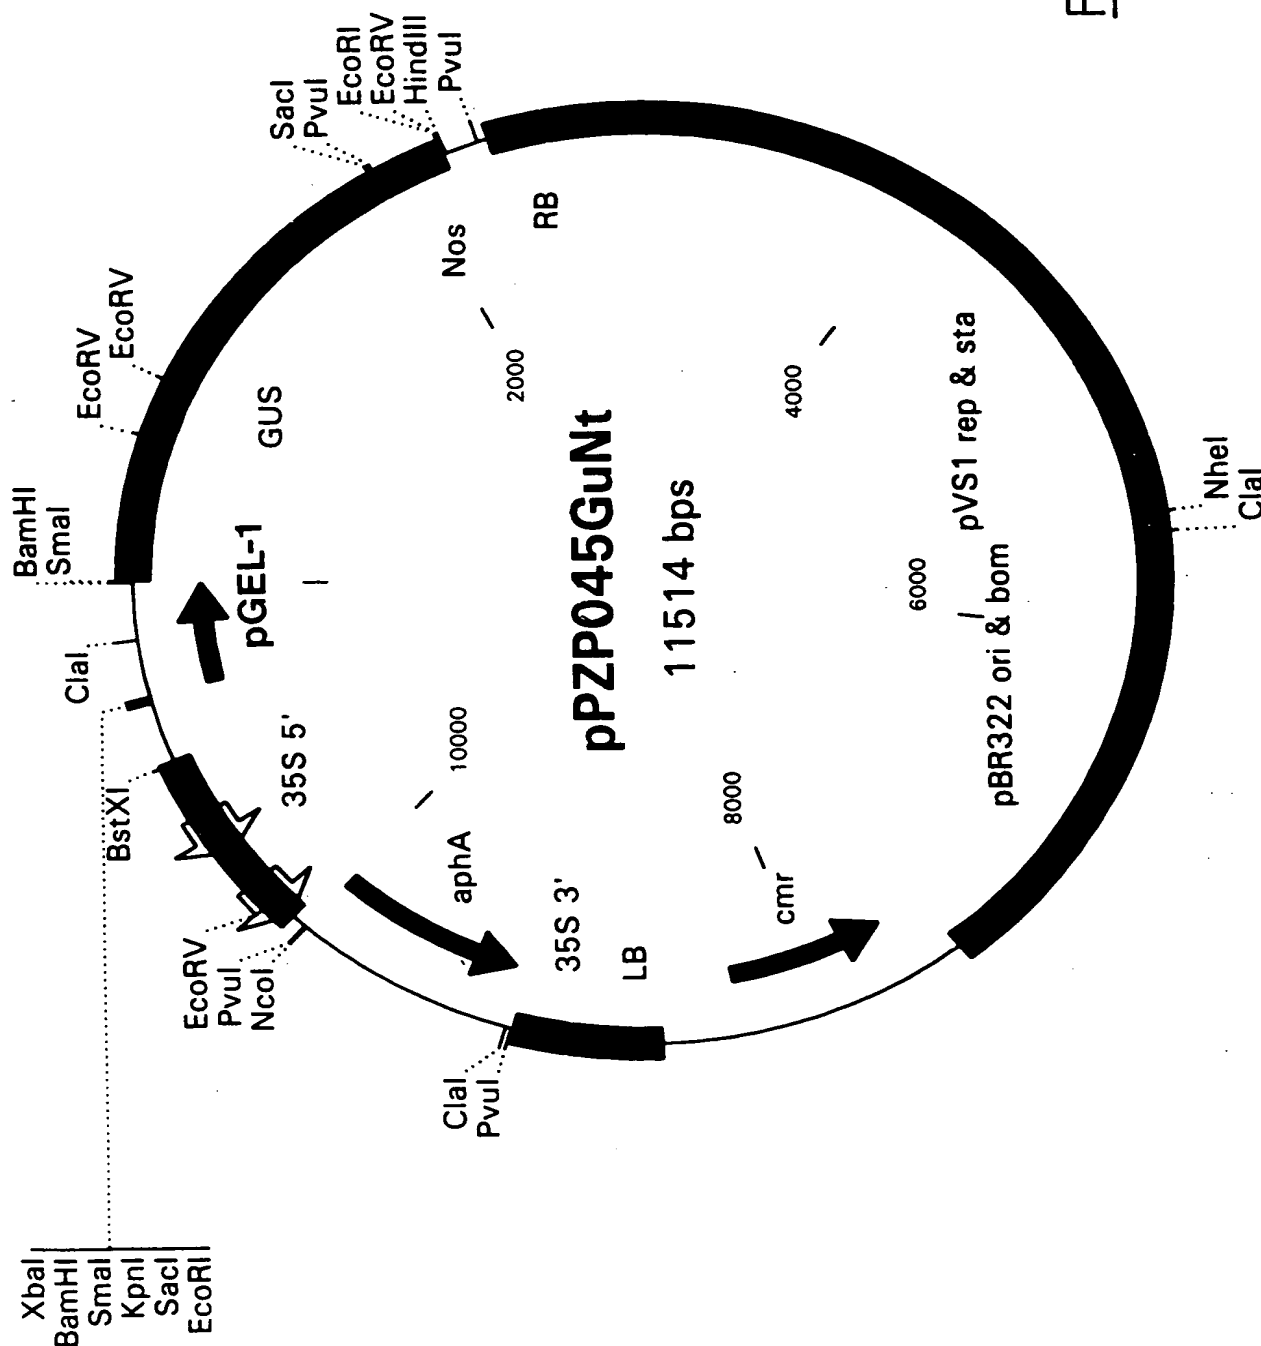 pPZP045GuNt
11514 bps
XbaI
BamHI
SmaI
KpnI
SacI
EcoRI
BstXI
ClaI
BamHI
SmaI
EcoRV
EcoRV
SacI
PvuI
EcoRI
EcoRV
HindIII
PvuI
NheI
ClaI
ClaI
PvuI
EcoRV
PvuI
NcoI
pGEL-1
GUS
Nos
RB
pVS1 rep & sta
pBR322 ori & bom
cmr
LB
35S 3'
aphA
35S 5'
2000
4000
6000
8000
10000